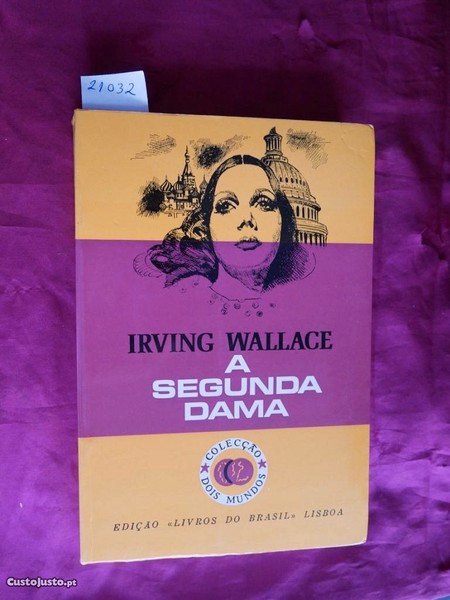 21032
IRVING WALLACE
A
SEGUNDA
DAMA
COLECÇÃO
DOIS MUNDOS
EDIÇÃO «LIVROS DO BRASIL» LISBOA
CustoJusto.pt